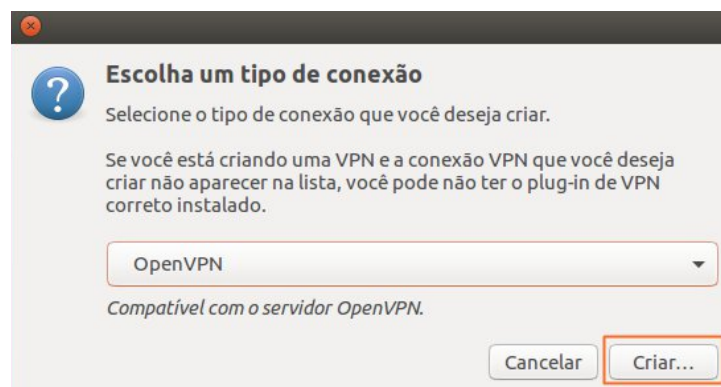 Escolha um tipo de conexão
Selecione o tipo de conexão que você deseja criar.
Se você está criando uma VPN e a conexão VPN que você deseja
criar não aparecer na lista, você pode não ter o plug-in de VPN
correto instalado.
OpenVPN
Compatível com o servidor OpenVPN.
Cancelar
Criar...